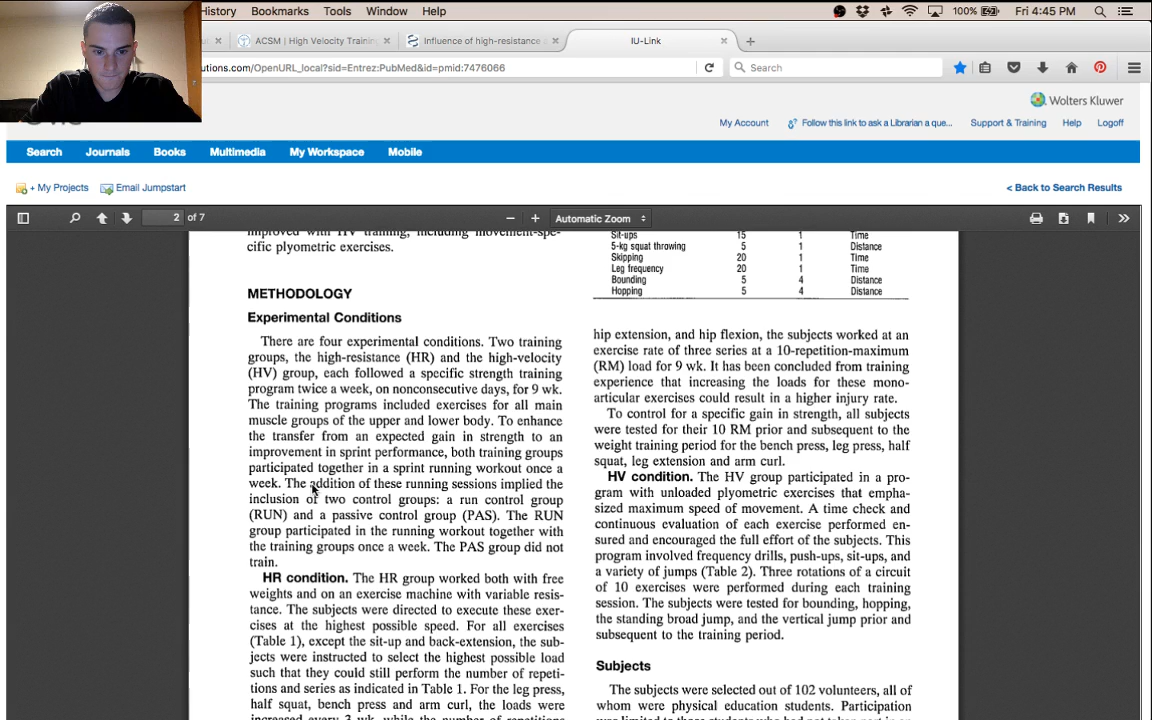 History Bookmarks Tools Window Help 100% Fri 4:45 PM
ACSM | High Velocity Trainin × Influence of high-resistance × IU-Link × +
utions.com/OpenURL_local?sid=Entrez:PubMed&id=pmid:7476066 Search
Wolters Kluwer
My Account Follow this link to ask a Librarian a que... Support & Training Help Logoff
Search Journals Books Multimedia My Workspace Mobile
+ My Projects Email Jumpstart < Back to Search Results
2 of 7 Automatic Zoom
improved with HV training, including movement-spe-
cific plyometric exercises.
METHODOLOGY
Experimental Conditions
There are four experimental conditions. Two training
groups, the high-resistance (HR) and the high-velocity
(HV) group, each followed a specific strength training
program twice a week, on nonconsecutive days, for 9 wk.
The training programs included exercises for all main
muscle groups of the upper and lower body. To enhance
the transfer from an expected gain in strength to an
improvement in sprint performance, both training groups
participated together in a sprint running workout once a
week. The addition of these running sessions implied the
inclusion of two control groups: a run control group
(RUN) and a passive control group (PAS). The RUN
group participated in the running workout together with
the training groups once a week. The PAS group did not
train.
HR condition. The HR group worked both with free
weights and on an exercise machine with variable resis-
tance. The subjects were directed to execute these exer-
cises at the highest possible speed. For all exercises
(Table 1), except the sit-up and back-extension, the sub-
jects were instructed to select the highest possible load
such that they could still perform the number of repeti-
tions and series as indicated in Table 1. For the leg press,
half squat, bench press and arm curl, the loads were
increased every 3 wk, while the number of repetitions
Sit-ups 15 1 Time
5-kg squat throwing 5 1 Distance
Skipping 20 1 Time
Leg frequency 20 1 Time
Bounding 5 4 Distance
Hopping 5 4 Distance
hip extension, and hip flexion, the subjects worked at an
exercise rate of three series at a 10-repetition-maximum
(RM) load for 9 wk. It has been concluded from training
experience that increasing the loads for these mono-
articular exercises could result in a higher injury rate.
To control for a specific gain in strength, all subjects
were tested for their 10 RM prior and subsequent to the
weight training period for the bench press, leg press, half
squat, leg extension and arm curl.
HV condition. The HV group participated in a pro-
gram with unloaded plyometric exercises that empha-
sized maximum speed of movement. A time check and
continuous evaluation of each exercise performed en-
sured and encouraged the full effort of the subjects. This
program involved frequency drills, push-ups, sit-ups, and
a variety of jumps (Table 2). Three rotations of a circuit
of 10 exercises were performed during each training
session. The subjects were tested for bounding, hopping,
the standing broad jump, and the vertical jump prior and
subsequent to the training period.
Subjects
The subjects were selected out of 102 volunteers, all of
whom were physical education students. Participation